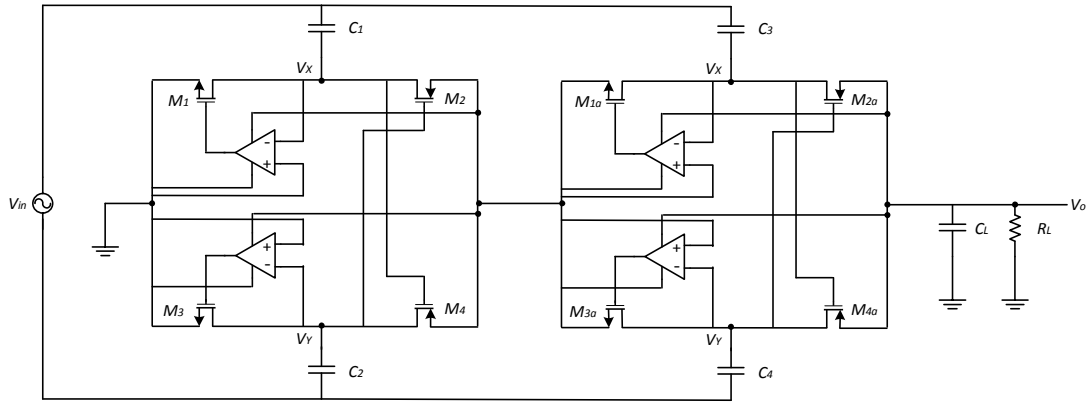 C1
C3
VX
VX
M1
M2
M1a
M2a
-
+
-
+
Vin
Vo
CL
RL
+
-
+
-
M3
M4
M3a
M4a
VY
VY
C2
C4